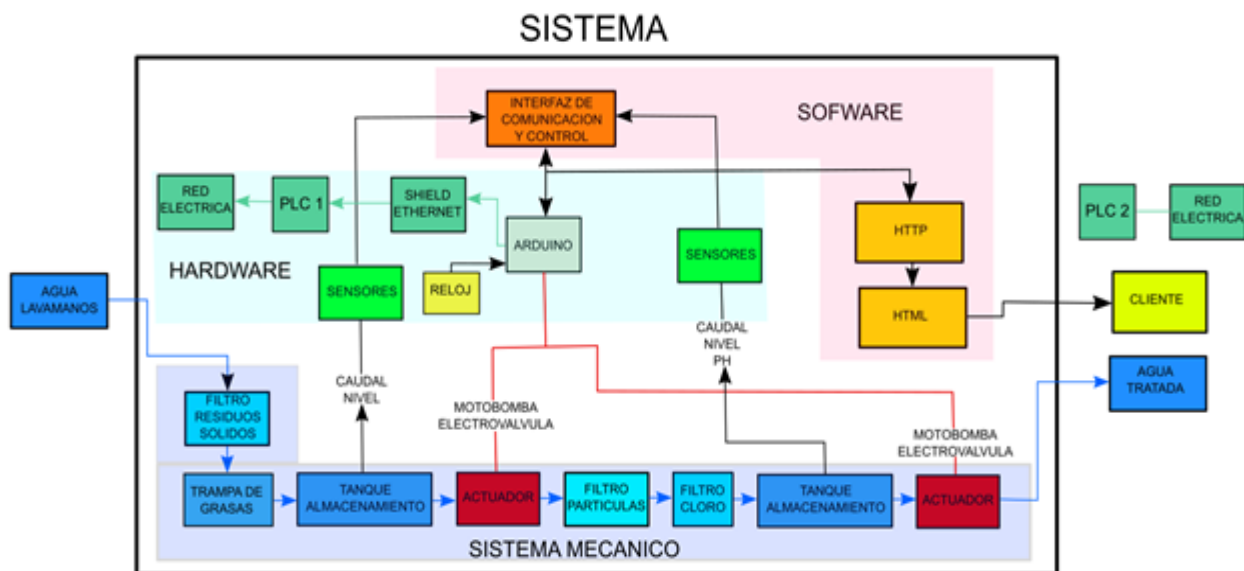 SISTEMA
INTERFAZ DE
COMUNICACION
Y CONTROL
SOFWARE
RED
ELECTRICA
PLC 1
SHIELD
ETHERNET
ARDUINO
HTTP
PLC 2
RED
ELECTRICA
HARDWARE
SENSORES
RELOJ
SENSORES
HTML
AGUA
LAVAMANOS
CLIENTE
CAUDAL
NIVEL
CAUDAL
NIVEL
PH
AGUA
TRATADA
FILTRO
RESIDUOS
SOLIDOS
MOTOBOMBA
ELECTROVALVULA
MOTOBOMBA
ELECTROVALVULA
TRAMPA DE
GRASAS
TANQUE
ALMACENAMIENTO
ACTUADOR
FILTRO
PARTICULAS
FILTRO
CLORO
TANQUE
ALMACENAMIENTO
ACTUADOR
SISTEMA MECANICO